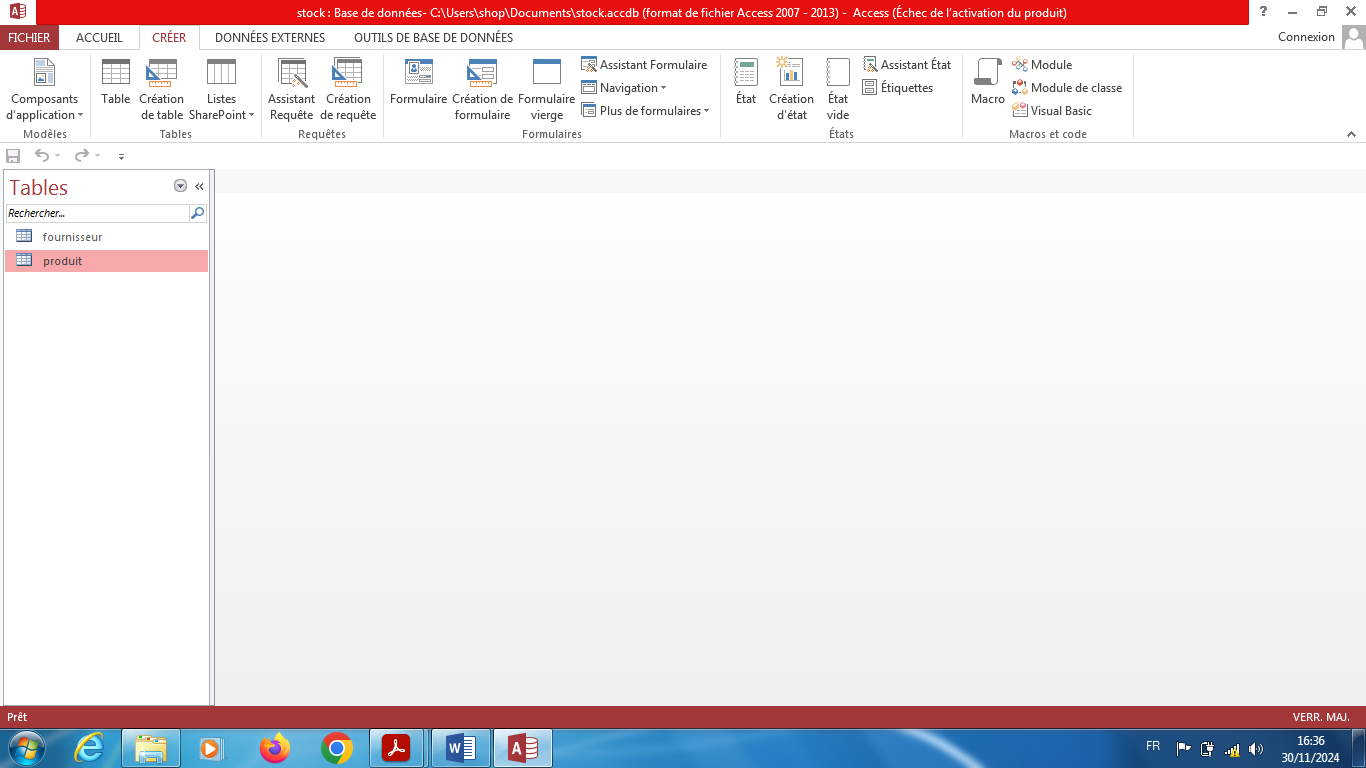 stock : Base de données- C:\Users\shop\Documents\stock.accdb (format de fichier Access 2007 - 2013) - Access (Échec de l'activation du produit)
?
FICHIER ACCUEIL CRÉER DONNÉES EXTERNES OUTILS DE BASE DE DONNÉES Connexion
Composants d'application
Modèles
Table
Création de table
Listes SharePoint
Tables
Assistant Requête
Création de requête
Requêtes
Formulaire
Création de formulaire
Formulaire vierge
Assistant Formulaire
Navigation
Plus de formulaires
Formulaires
État
Création d'état
État vide
Assistant État
Étiquettes
États
Macro
Module
Module de classe
Visual Basic
Macros et code
Tables
Rechercher...
fournisseur
produit
Prêt VERR. MAJ.
FR 16:36
30/11/2024